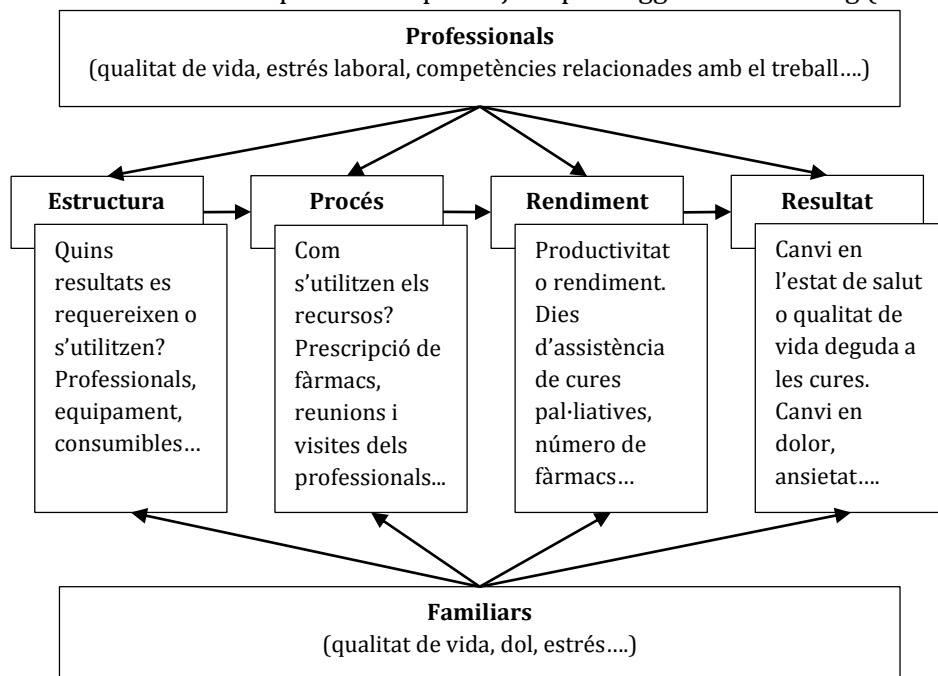 Professionals
(qualitat de vida, estrés laboral, competències relacionades amb el treball….)
Estructura
Quins
resultats es
requereixen o
s’utilitzen?
Professionals,
equipament,
consumibles…
Procés
Com
s’utilitzen els
recursos?
Prescripció de
fàrmacs,
reunions i
visites dels
professionals...
Rendiment
Productivitat
o rendiment.
Dies
d’assistència
de cures
pal·liatives,
número de
fàrmacs…
Resultat
Canvi en
l’estat de salut
o qualitat de
vida deguda a
les cures.
Canvi en
dolor,
ansietat….
Familiars
(qualitat de vida, dol, estrés….)